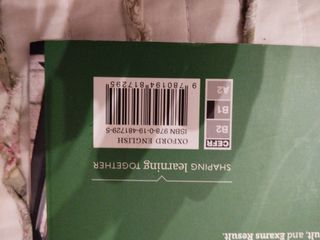 ult, and Exams Result.
SHAPING learning TOGETHER
CEFR
B2
B1
A2
OXFORD ENGLISH
ISBN 978-0-19-481729-5
9 780194 817295